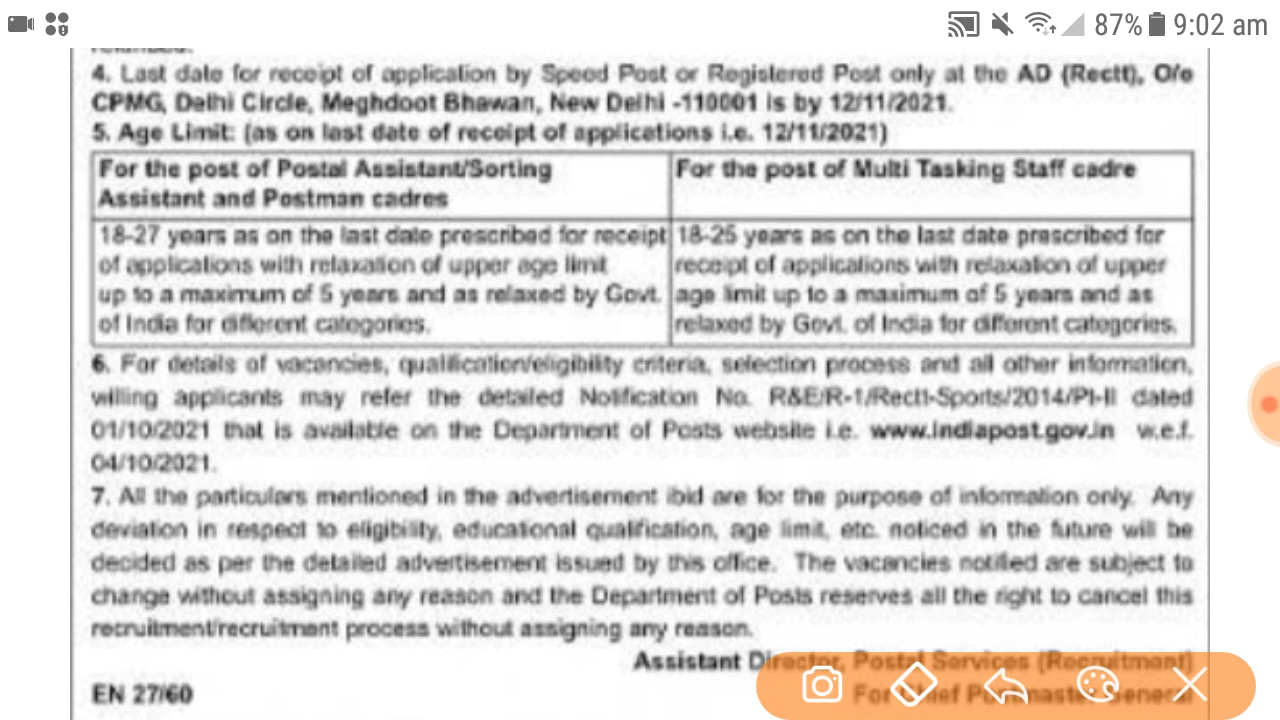 87% 9:02 am
refunded.
4. Last date for receipt of application by Speed Post or Registered Post only at the AD (Rectt), O/o
CPMG, Delhi Circle, Meghdoot Bhawan, New Delhi -110001 is by 12/11/2021.
5. Age Limit: (as on last date of receipt of applications i.e. 12/11/2021)
For the post of Postal Assistant/Sorting
Assistant and Postman cadres
For the post of Multi Tasking Staff cadre
18-27 years as on the last date prescribed for receipt
of applications with relaxation of upper age limit
up to a maximum of 5 years and as relaxed by Govt.
of India for different categories.
18-25 years as on the last date prescribed for
receipt of applications with relaxation of upper
age limit up to a maximum of 5 years and as
relaxed by Govt. of India for different categories.
6. For details of vacancies, qualification/eligibility criteria, selection process and all other information,
willing applicants may refer the detailed Notification No. R&E/R-1/Rectt-Sports/2014/Pt-II dated
01/10/2021 that is available on the Department of Posts website i.e. www.indiapost.gov.in w.e.f.
04/10/2021.
7. All the particulars mentioned in the advertisement ibid are for the purpose of information only. Any
deviation in respect to eligibility, educational qualification, age limit, etc. noticed in the future will be
decided as per the detailed advertisement issued by this office. The vacancies notified are subject to
change without assigning any reason and the Department of Posts reserves all the right to cancel this
recruitment/recruitment process without assigning any reason.
Assistant Director, Postal Services (Recruitment)
EN 27/60
For Chief Postmaster General